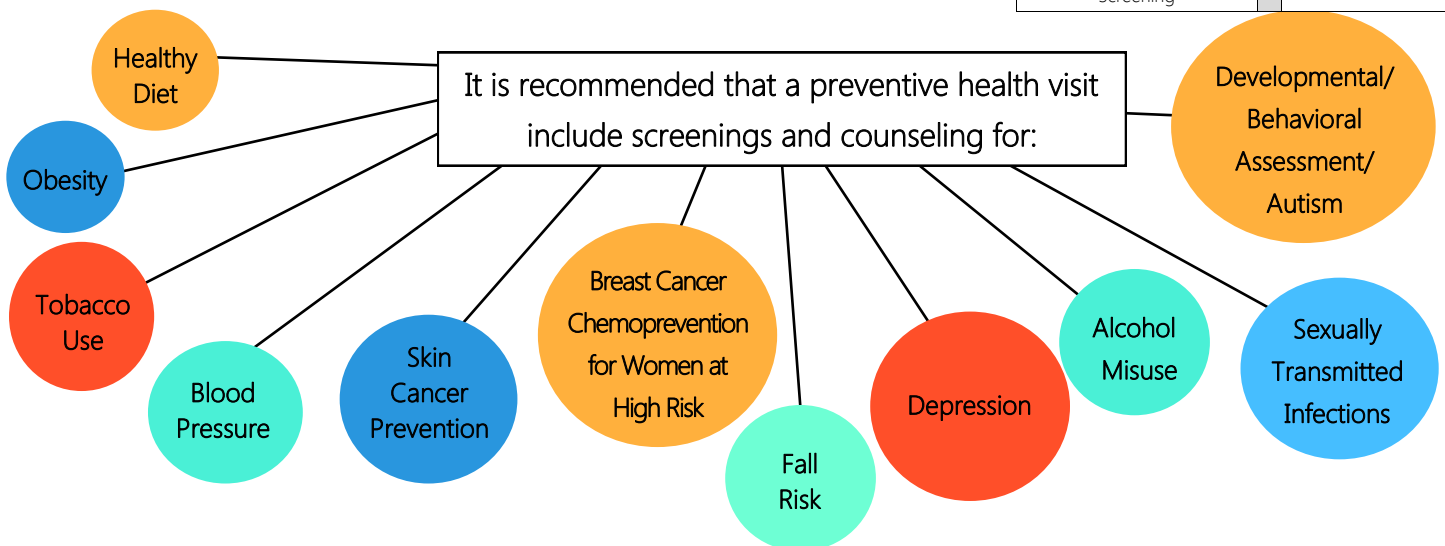 screening
It is recommended that a preventive health visit
include screenings and counseling for:
Healthy
Diet
Obesity
Tobacco
Use
Blood
Pressure
Skin
Cancer
Prevention
Breast Cancer
Chemoprevention
for Women at
High Risk
Fall
Risk
Depression
Alcohol
Misuse
Sexually
Transmitted
Infections
Developmental/
Behavioral
Assessment/
Autism